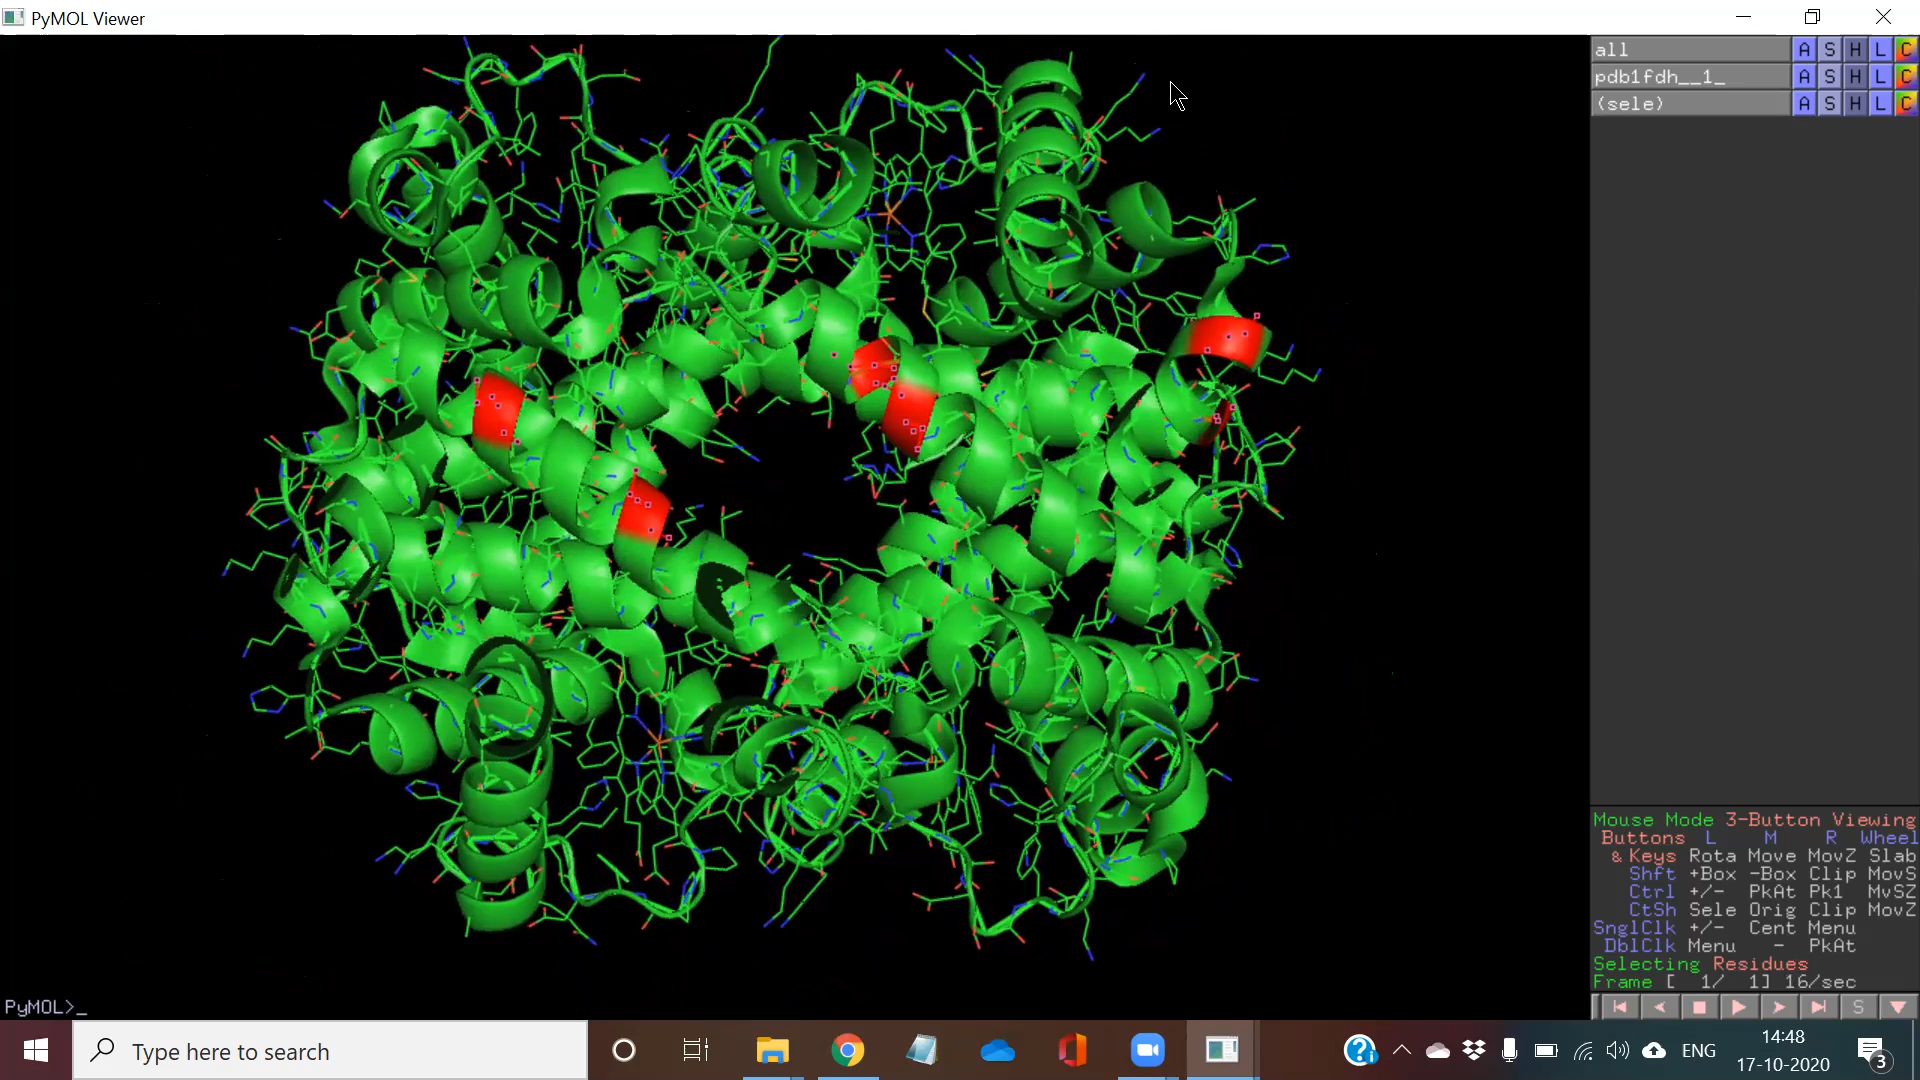 PyMOL Viewer
all A S H L C
pdb1fdh__1_ A S H L C
(sele) A S H L C
Mouse Mode 3-Button Viewing
Buttons L M R Wheel
& Keys Rota Move MovZ Slab
Shft +Box -Box Clip MovS
Ctrl +/- PkAt Pk1 MvSZ
CtSh Sele Orig Clip MovZ
SnglClk +/- Cent Menu
DblClk Menu - PkAt
Selecting Residues
Frame [ 1/ 1] 16/sec
PyMOL>_
S
Type here to search
ENG
14:48
17-10-2020
3